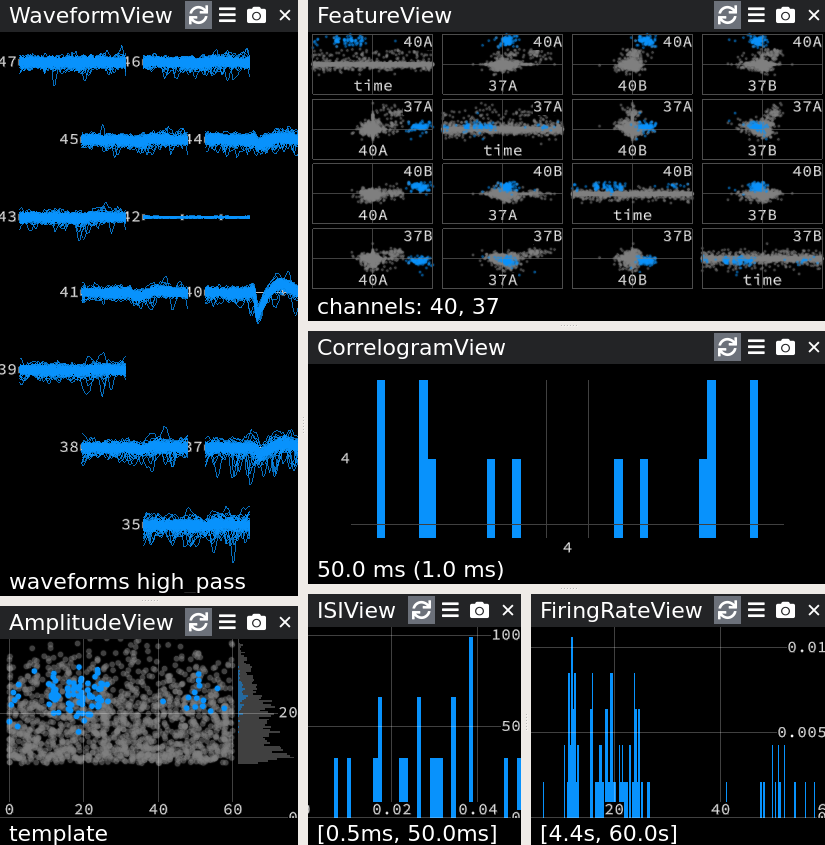 WaveformView
47 46
45 44
43 42
41 40
39
38 37
35
waveforms high_pass
FeatureView
40A 40A 40A 40A
time 37A 40B 37B
37A 37A 37A 37A
40A time 40B 37B
40B 40B 40B 40B
40A 37A time 37B
37B 37B 37B 37B
40A 37A 40B time
channels: 40, 37
CorrelogramView
4
4
50.0 ms (1.0 ms)
AmplitudeView
20
0 20 40 60
0
template
ISIView
100
50
0.02 0.04 0
[0.5ms, 50.0ms]
FiringRateView
0.01
0.005
20 40 6
[4.4s, 60.0s]